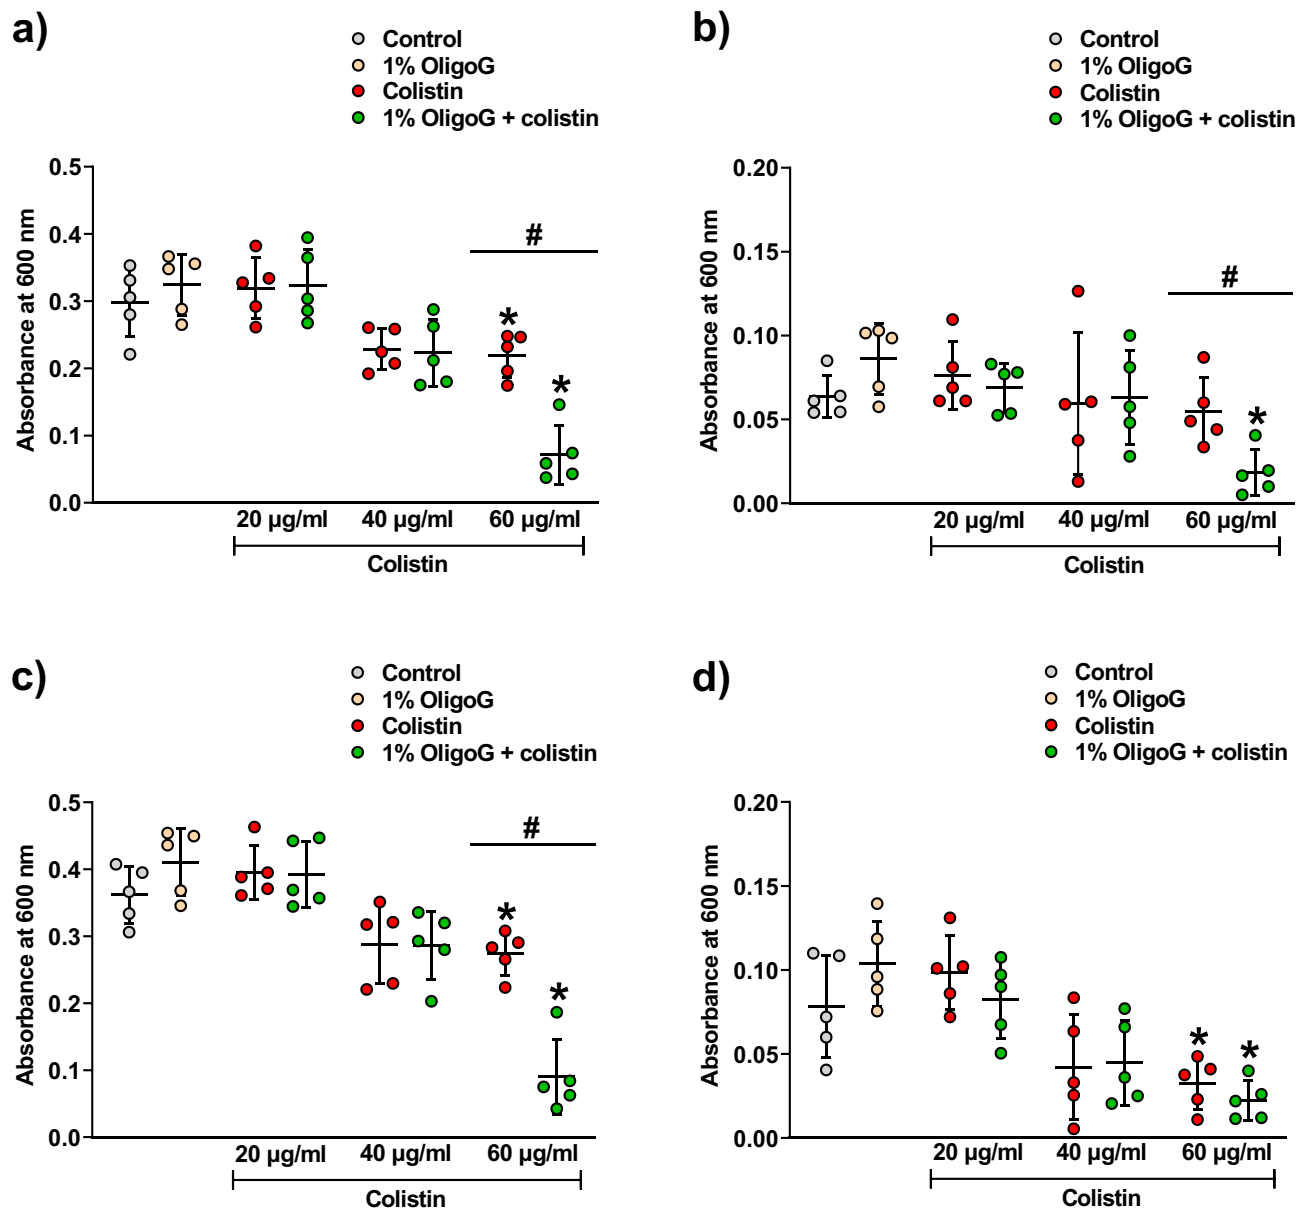 a)
Control
1% OligoG
Colistin
1% OligoG + colistin
Absorbance at 600 nm
0.5
0.4
0.3
0.2
0.1
0.0
#
*
*
20 µg/ml 40 µg/ml 60 µg/ml
Colistin
b)
Control
1% OligoG
Colistin
1% OligoG + colistin
Absorbance at 600 nm
0.20
0.15
0.10
0.05
0.00
#
*
20 µg/ml 40 µg/ml 60 µg/ml
Colistin
c)
Control
1% OligoG
Colistin
1% OligoG + colistin
Absorbance at 600 nm
0.5
0.4
0.3
0.2
0.1
0.0
#
*
*
20 µg/ml 40 µg/ml 60 µg/ml
Colistin
d)
Control
1% OligoG
Colistin
1% OligoG + colistin
Absorbance at 600 nm
0.20
0.15
0.10
0.05
0.00
* *
20 µg/ml 40 µg/ml 60 µg/ml
Colistin